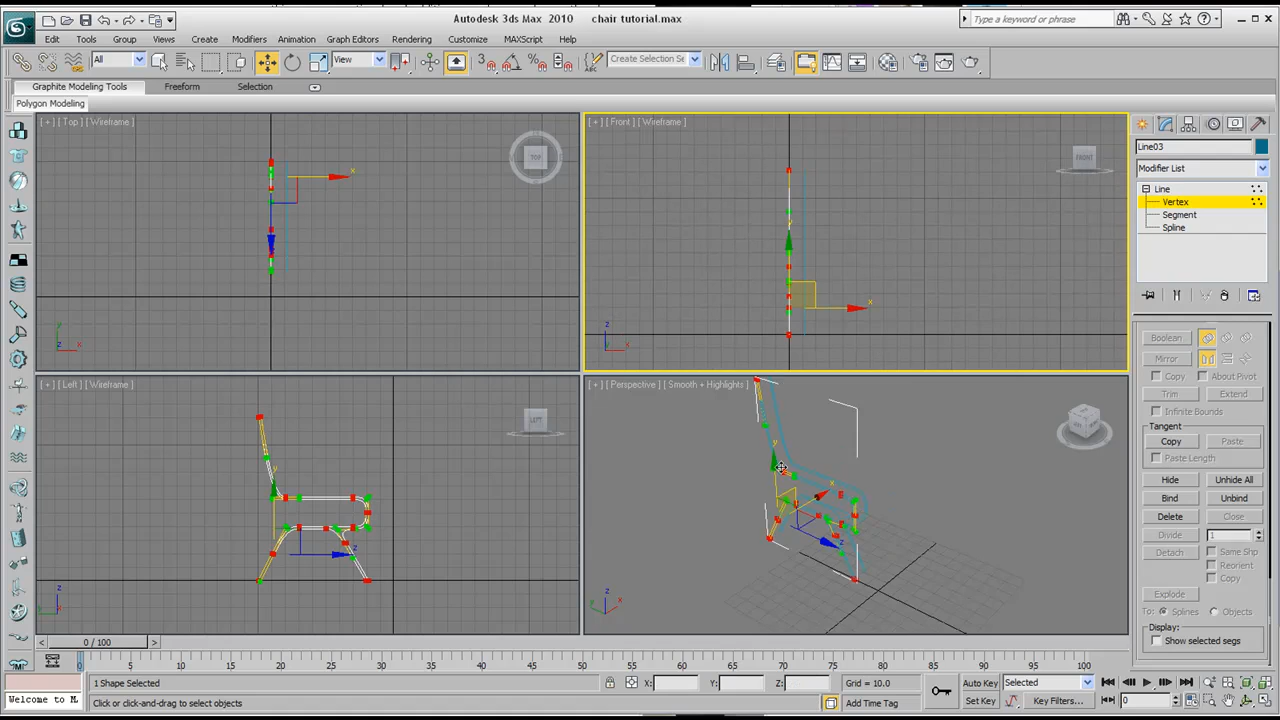 Autodesk 3ds Max 2010 chair tutorial.max
Type a keyword or phrase
Edit Tools Group Views Create Modifiers Animation Graph Editors Rendering Customize MAXScript Help
All View Create Selection Se
Graphite Modeling Tools Freeform Selection
Polygon Modeling
[ + ] [ Top ] [ Wireframe ]
TOP
x
y
x
[ + ] [ Front ] [ Wireframe ]
FRONT
y
x
z
x
[ + ] [ Left ] [ Wireframe ]
LEFT
y
z
z
y
[ + ] [ Perspective ] [ Smooth + Highlights ]
y
x
z
z
x
y
Line03
Modifier List
Line
Vertex
Segment
Spline
Boolean
Mirror
Copy About Pivot
Trim Extend
Infinite Bounds
Tangent
Copy Paste
Paste Length
Hide Unhide All
Bind Unbind
Delete Close
Divide 1
Detach Same Shp
Reorient
Copy
Explode
To: Splines Objects
Display:
Show selected segs
0 / 100
0 5 10 15 20 25 30 35 40 45 50 55 60 65 70 75 80 85 90 95 100
1 Shape Selected X: Y: Z: Grid = 10.0 Auto Key Selected
Welcome to M Click or click-and-drag to select objects Add Time Tag Set Key Key Filters... 0